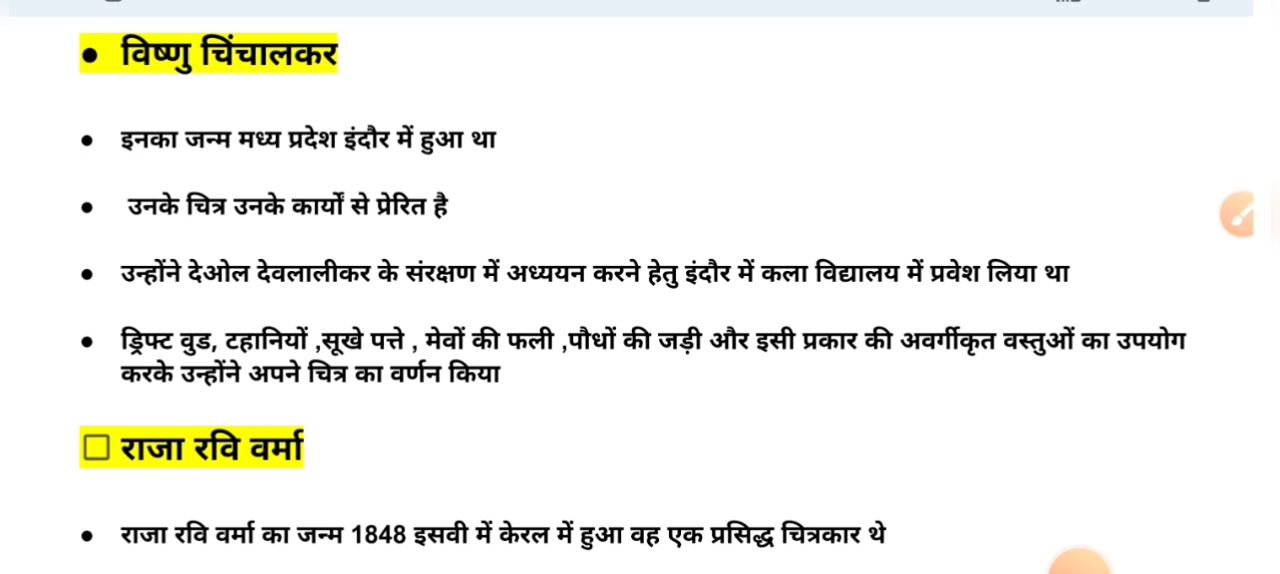 • विष्णु चिंचालकर
• इनका जन्म मध्य प्रदेश इंदौर में हुआ था
• उनके चित्र उनके कार्यों से प्रेरित है
• उन्होंने देओल देवलालीकर के संरक्षण में अध्ययन करने हेतु इंदौर में कला विद्यालय में प्रवेश लिया था
• ड्रिफ्ट वुड, टहानियों ,सूखे पत्ते , मेवों की फली ,पौधों की जड़ी और इसी प्रकार की अवर्गीकृत वस्तुओं का उपयोग
करके उन्होंने अपने चित्र का वर्णन किया
☐ राजा रवि वर्मा
• राजा रवि वर्मा का जन्म 1848 इसवी में केरल में हुआ वह एक प्रसिद्ध चित्रकार थे